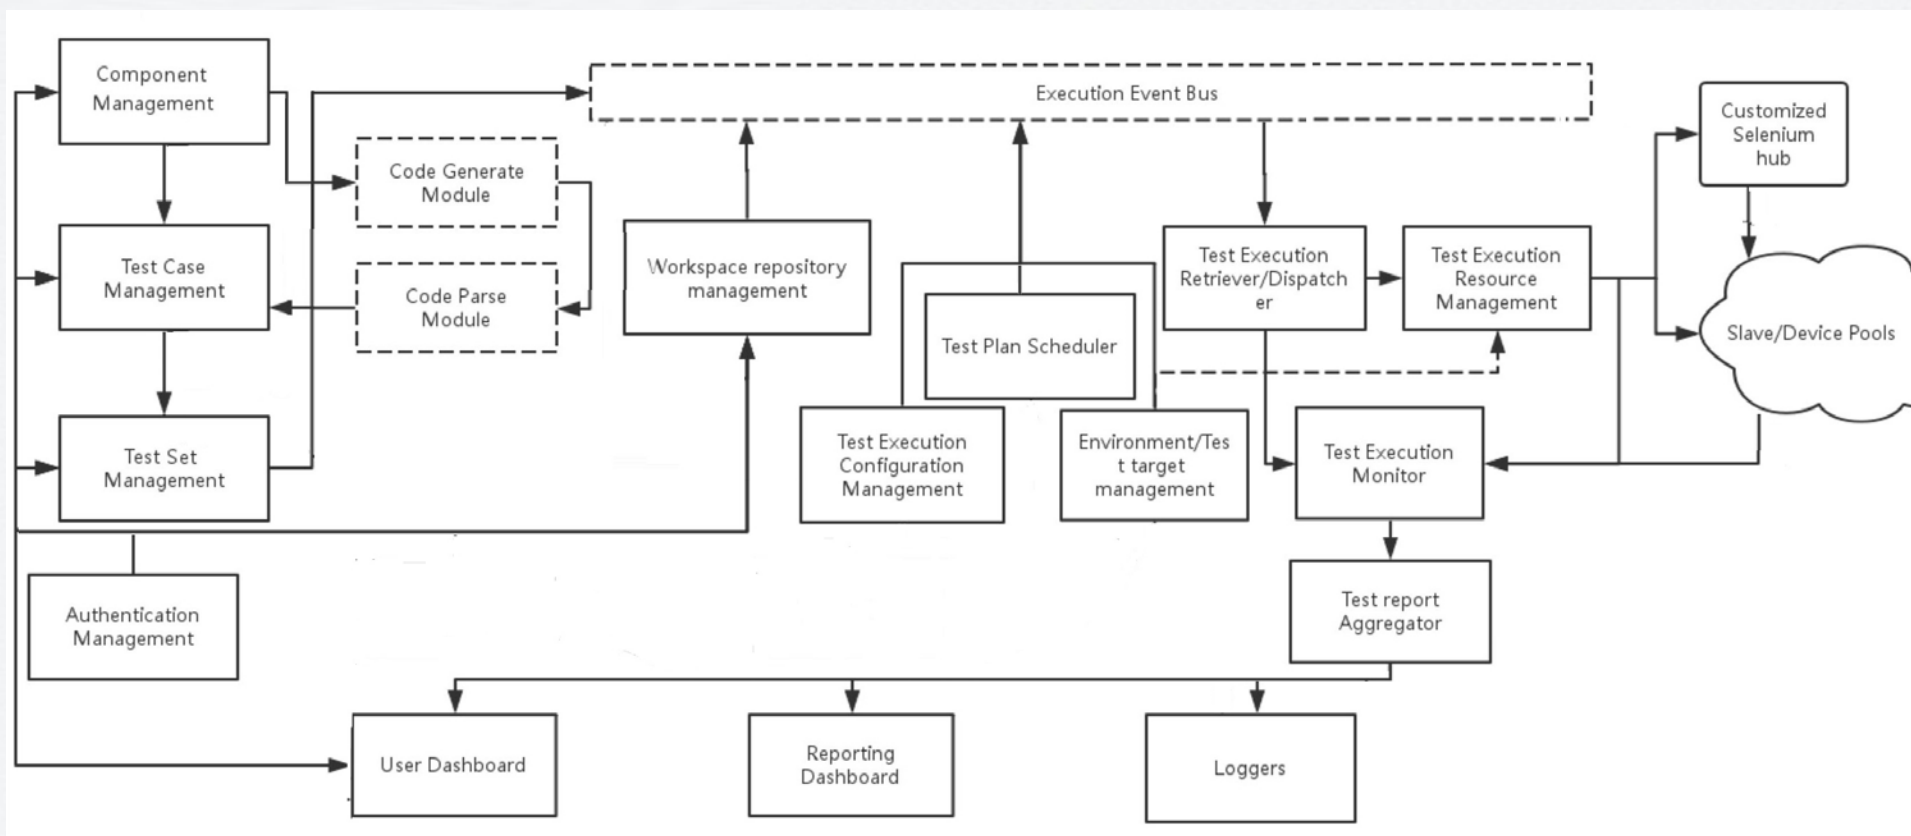 Component
Management
Execution Event Bus
Customized
Selenium
hub
Code Generate
Module
Test Case
Management
Code Parse
Module
Workspace repository
management
Test Execution
Retriever/Dispatch
er
Test Execution
Resource
Management
Slave/Device Pools
Test Plan Scheduler
Test Set
Management
Test Execution
Configuration
Management
Environment/Tes
t target
management
Test Execution
Monitor
Authentication
Management
Test report
Aggregator
User Dashboard
Reporting
Dashboard
Loggers